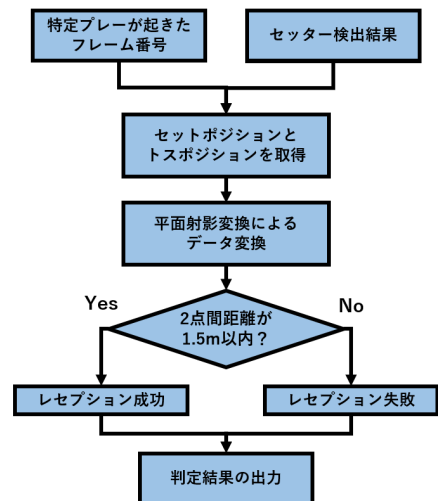 特定プレーが起きた
フレーム番号
セッター検出結果
セットポジションと
トスポジションを取得
平面射影変換による
データ変換
Yes
2点間距離が
1.5m以内？
No
レセプション成功
レセプション失敗
判定結果の出力